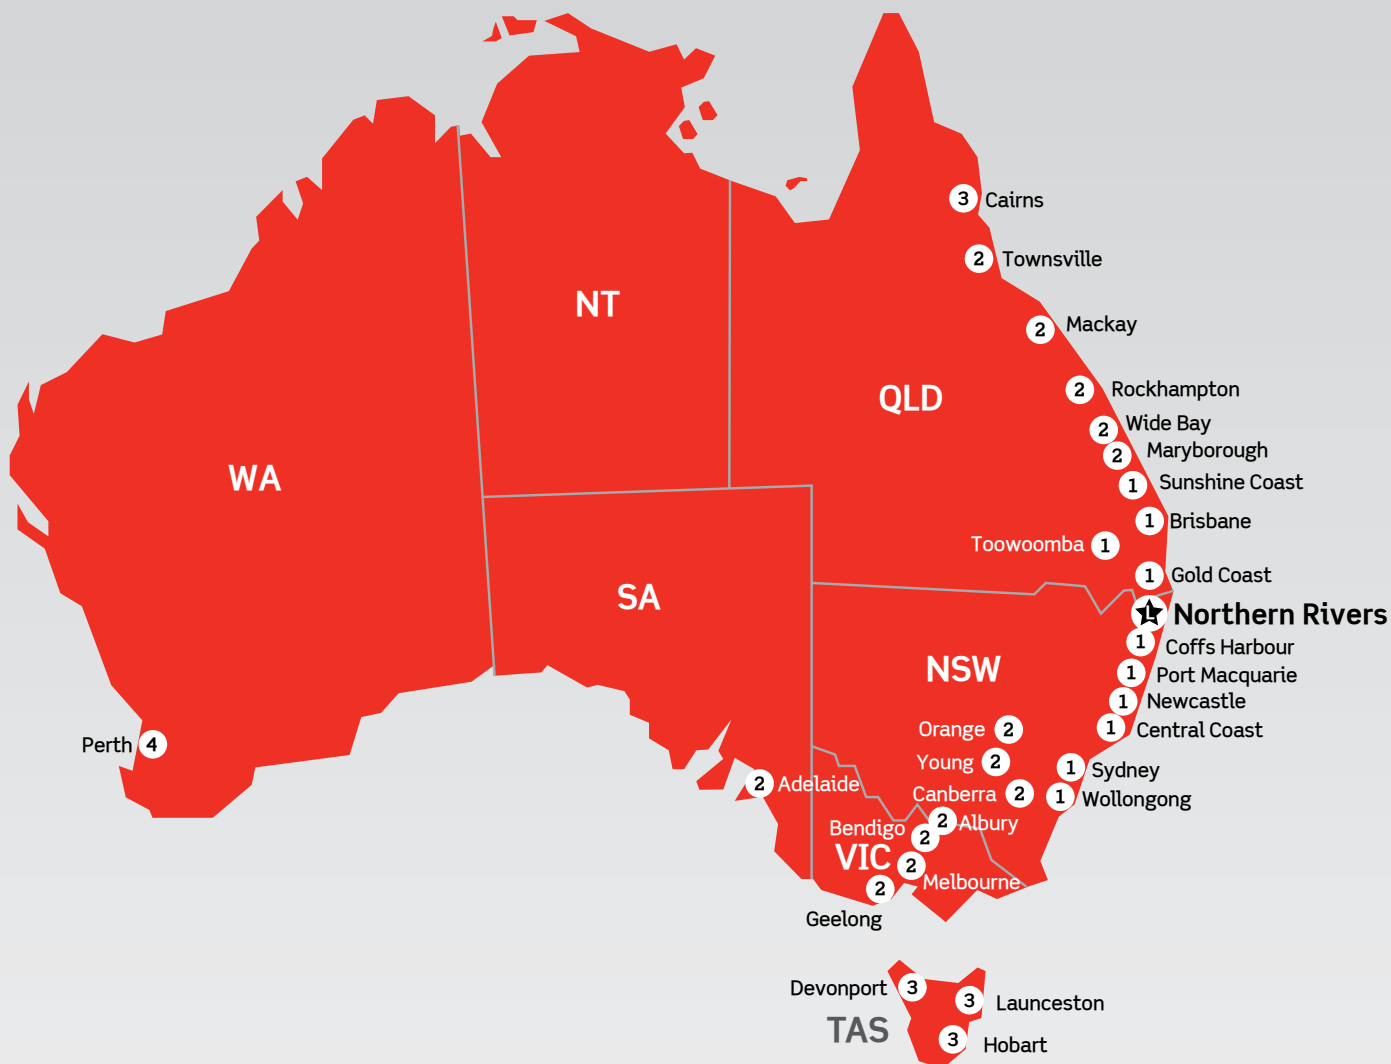 3 Cairns
2 Townsville
NT
2 Mackay
QLD
2 Rockhampton
2 Wide Bay
2 Maryborough
WA
1 Sunshine Coast
1 Brisbane
Toowoomba 1
1 Gold Coast
SA
L Northern Rivers
1 Coffs Harbour
NSW
1 Port Macquarie
1 Newcastle
Orange 2
1 Central Coast
Perth 4
Young 2
1 Sydney
2 Adelaide
Canberra 2
1 Wollongong
2 Albury
Bendigo 2
VIC
2 Melbourne
2 Geelong
Devonport 3
3 Launceston
TAS
3 Hobart